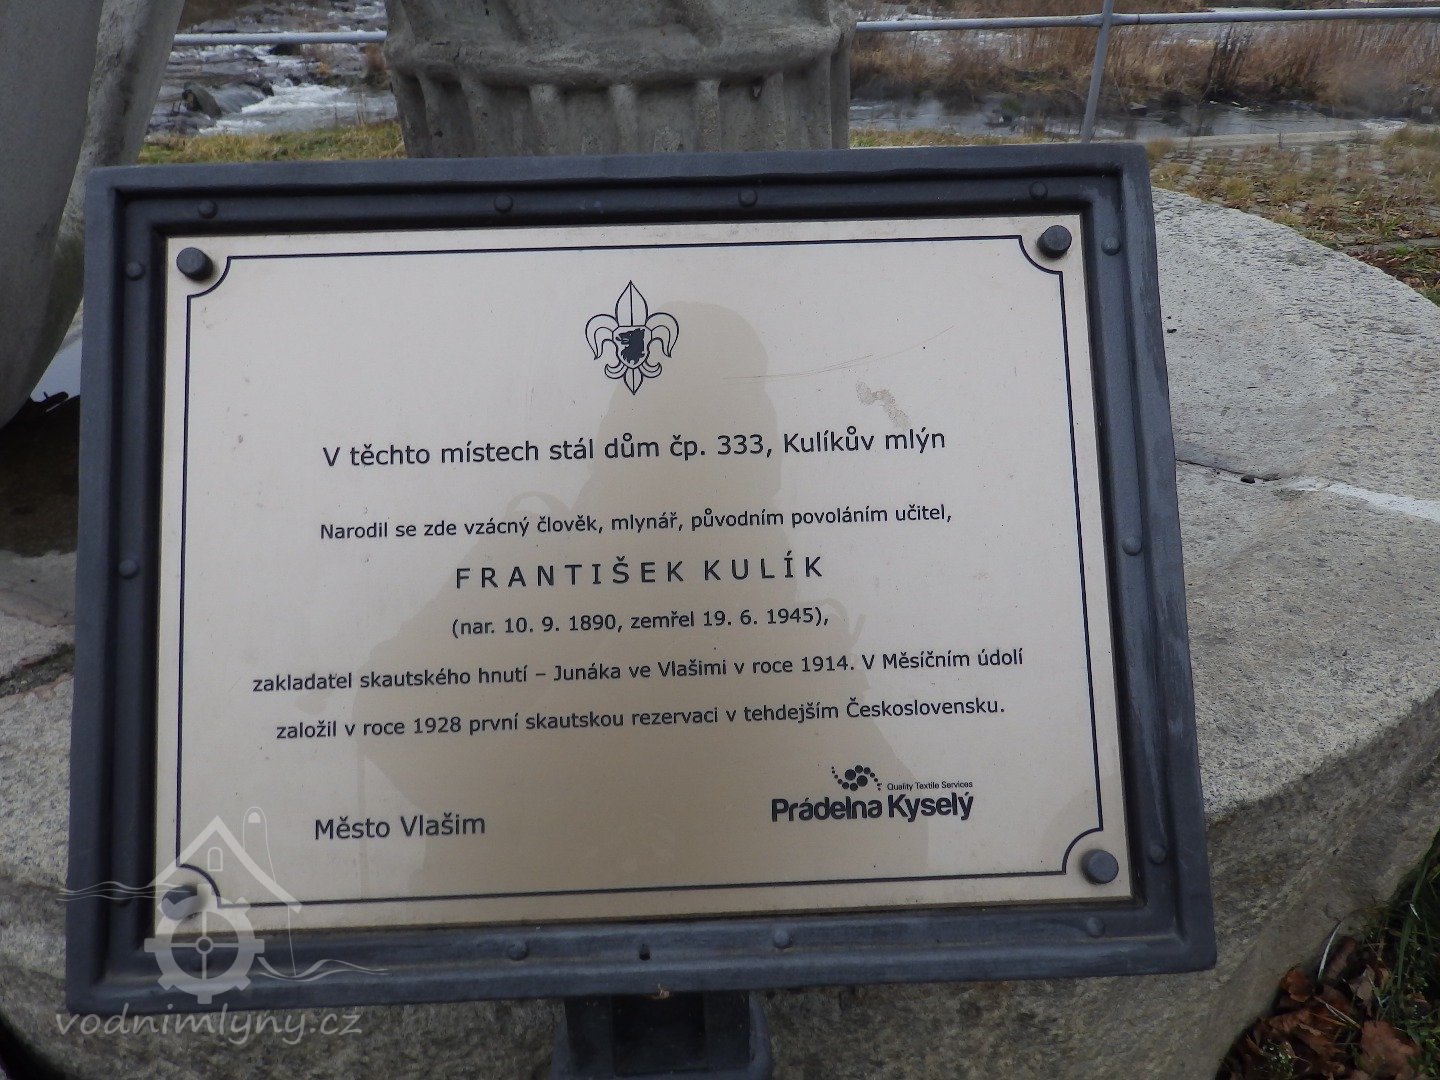 V těchto místech stál dům čp. 333, Kulíkův mlýn
Narodil se zde vzácný člověk, mlynář, původním povoláním učitel,
FRANTIŠEK KULÍK
(nar. 10. 9. 1890, zemřel 19. 6. 1945),
zakladatel skautského hnutí – Junáka ve Vlašimi v roce 1914. V Měsíčním údolí
založil v roce 1928 první skautskou rezervaci v tehdejším Československu.
Město Vlašim
Quality Textile Services
Prádelna Kyselý
vodnimlyny.cz